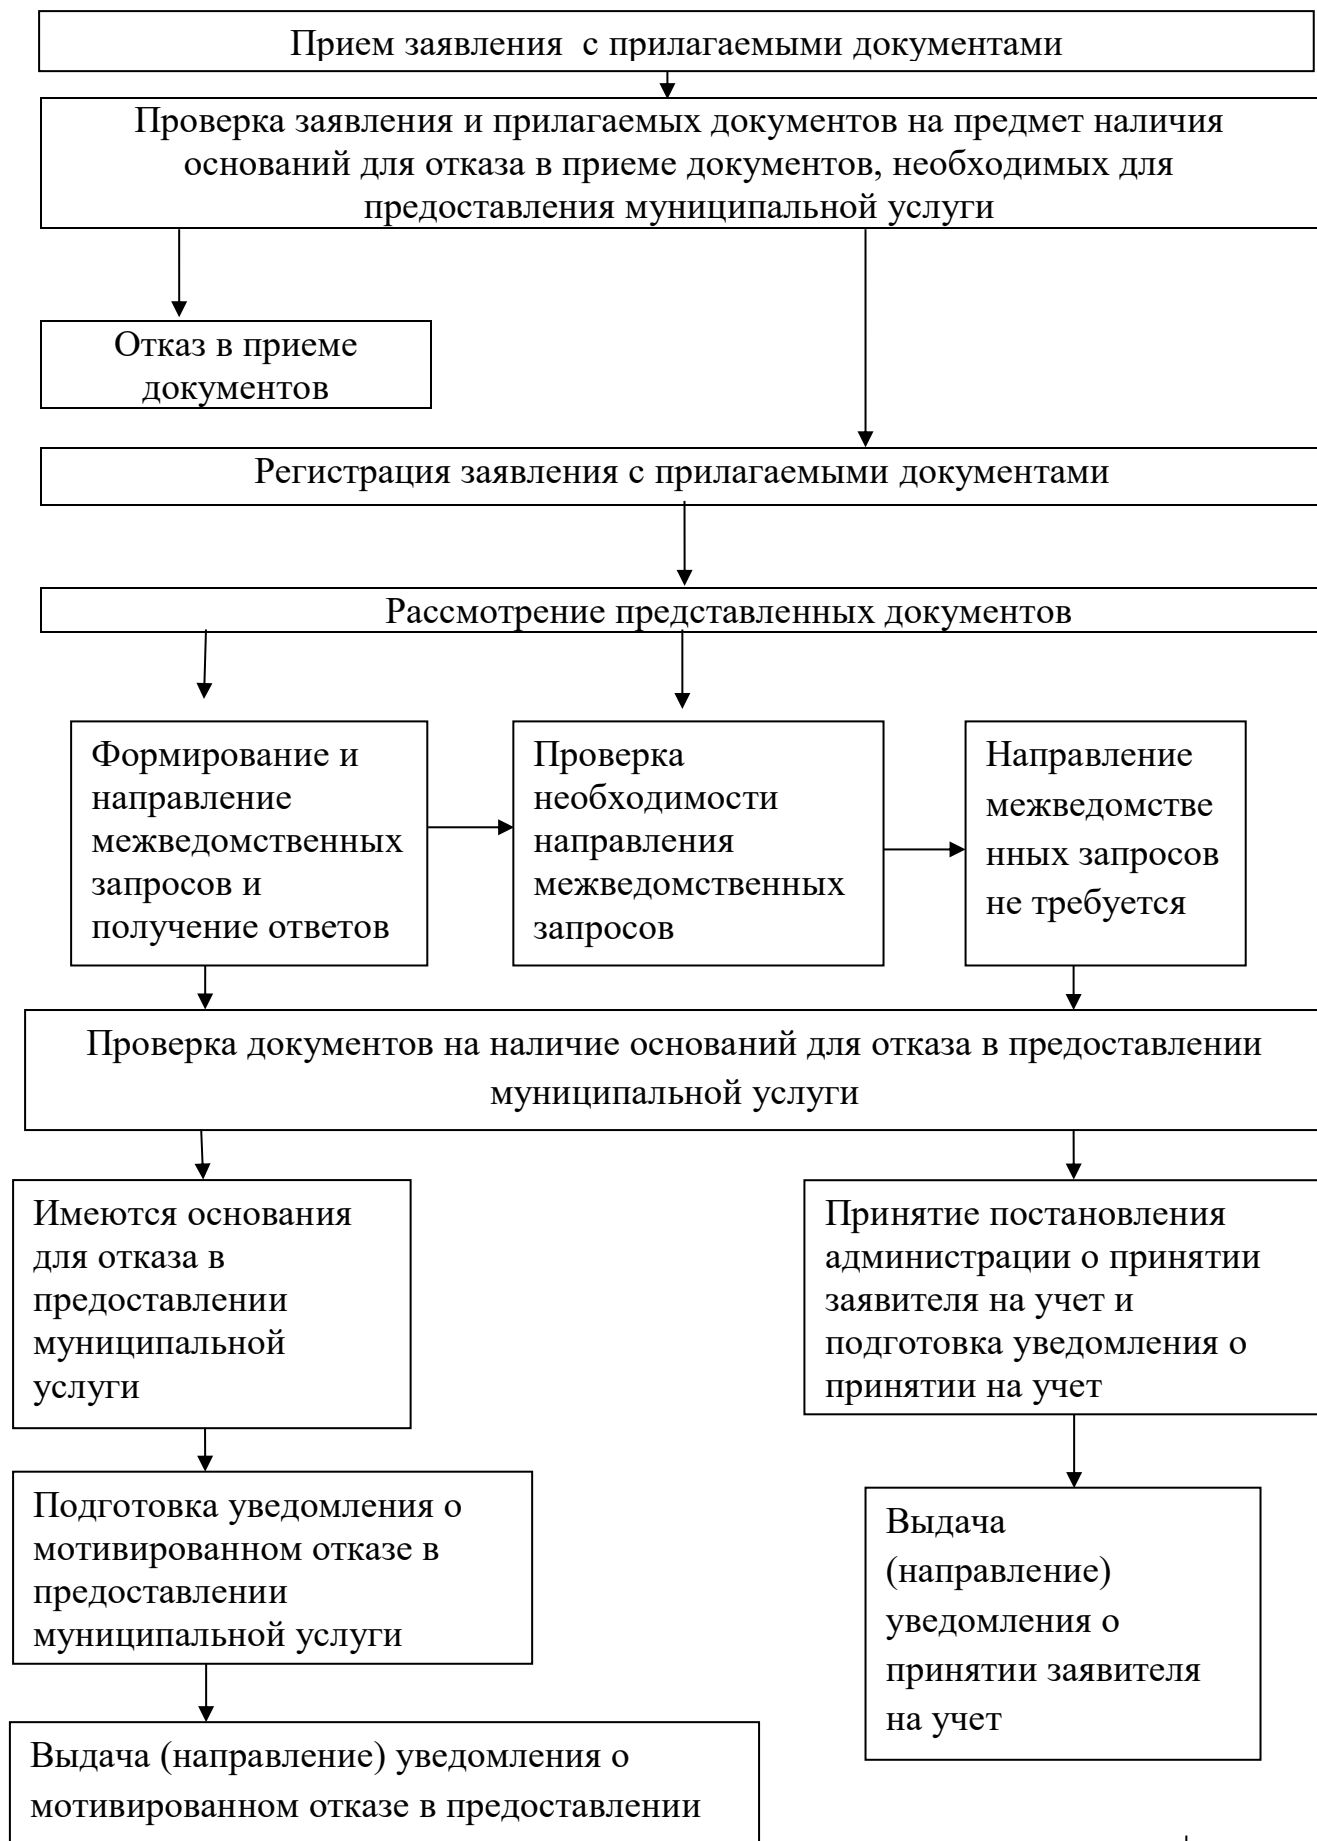 Прием заявления  с прилагаемыми документами
Проверка заявления и прилагаемых документов на предмет наличия
оснований для отказа в приеме документов, необходимых для
предоставления муниципальной услуги
Отказ в приеме
документов
Регистрация заявления с прилагаемыми документами
Рассмотрение представленных документов
Формирование и
направление
межведомственных
запросов и
получение ответов
Проверка
необходимости
направления
межведомственных
запросов
Направление
межведомстве
нных запросов
не требуется
Проверка документов на наличие оснований для отказа в предоставлении
муниципальной услуги
Имеются основания
для отказа в
предоставлении
муниципальной
услуги
Принятие постановления
администрации о принятии
заявителя на учет и
подготовка уведомления о
принятии на учет
Подготовка уведомления о
мотивированном отказе в
предоставлении
муниципальной услуги
Выдача
(направление)
уведомления о
принятии заявителя
на учет
Выдача (направление) уведомления о
мотивированном отказе в предоставлении